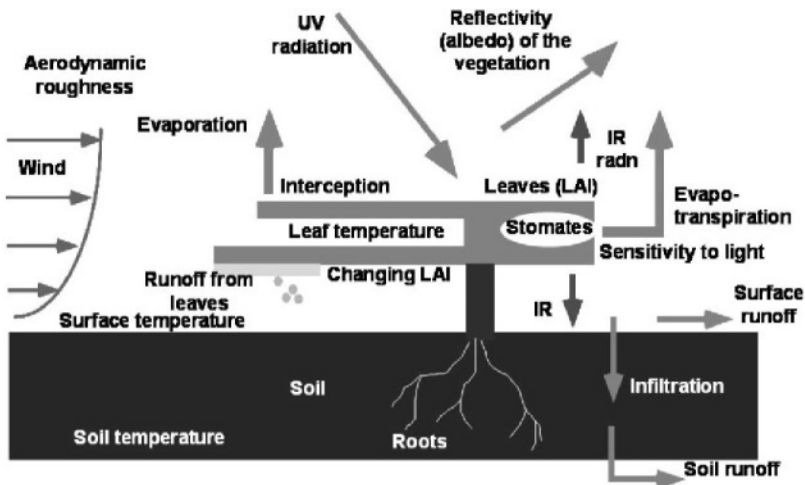 UV
radiation
Reflectivity
(albedo) of the
vegetation
Aerodynamic
roughness
Evaporation
IR
radn
Wind
Interception
Leaves (LAI)
Evapo-
transpiration
Leaf temperature
Stomates
Sensitivity to light
Runoff from
leaves
Changing LAI
Surface temperature
IR
Surface
runoff
Soil
Infiltration
Soil temperature
Roots
Soil runoff